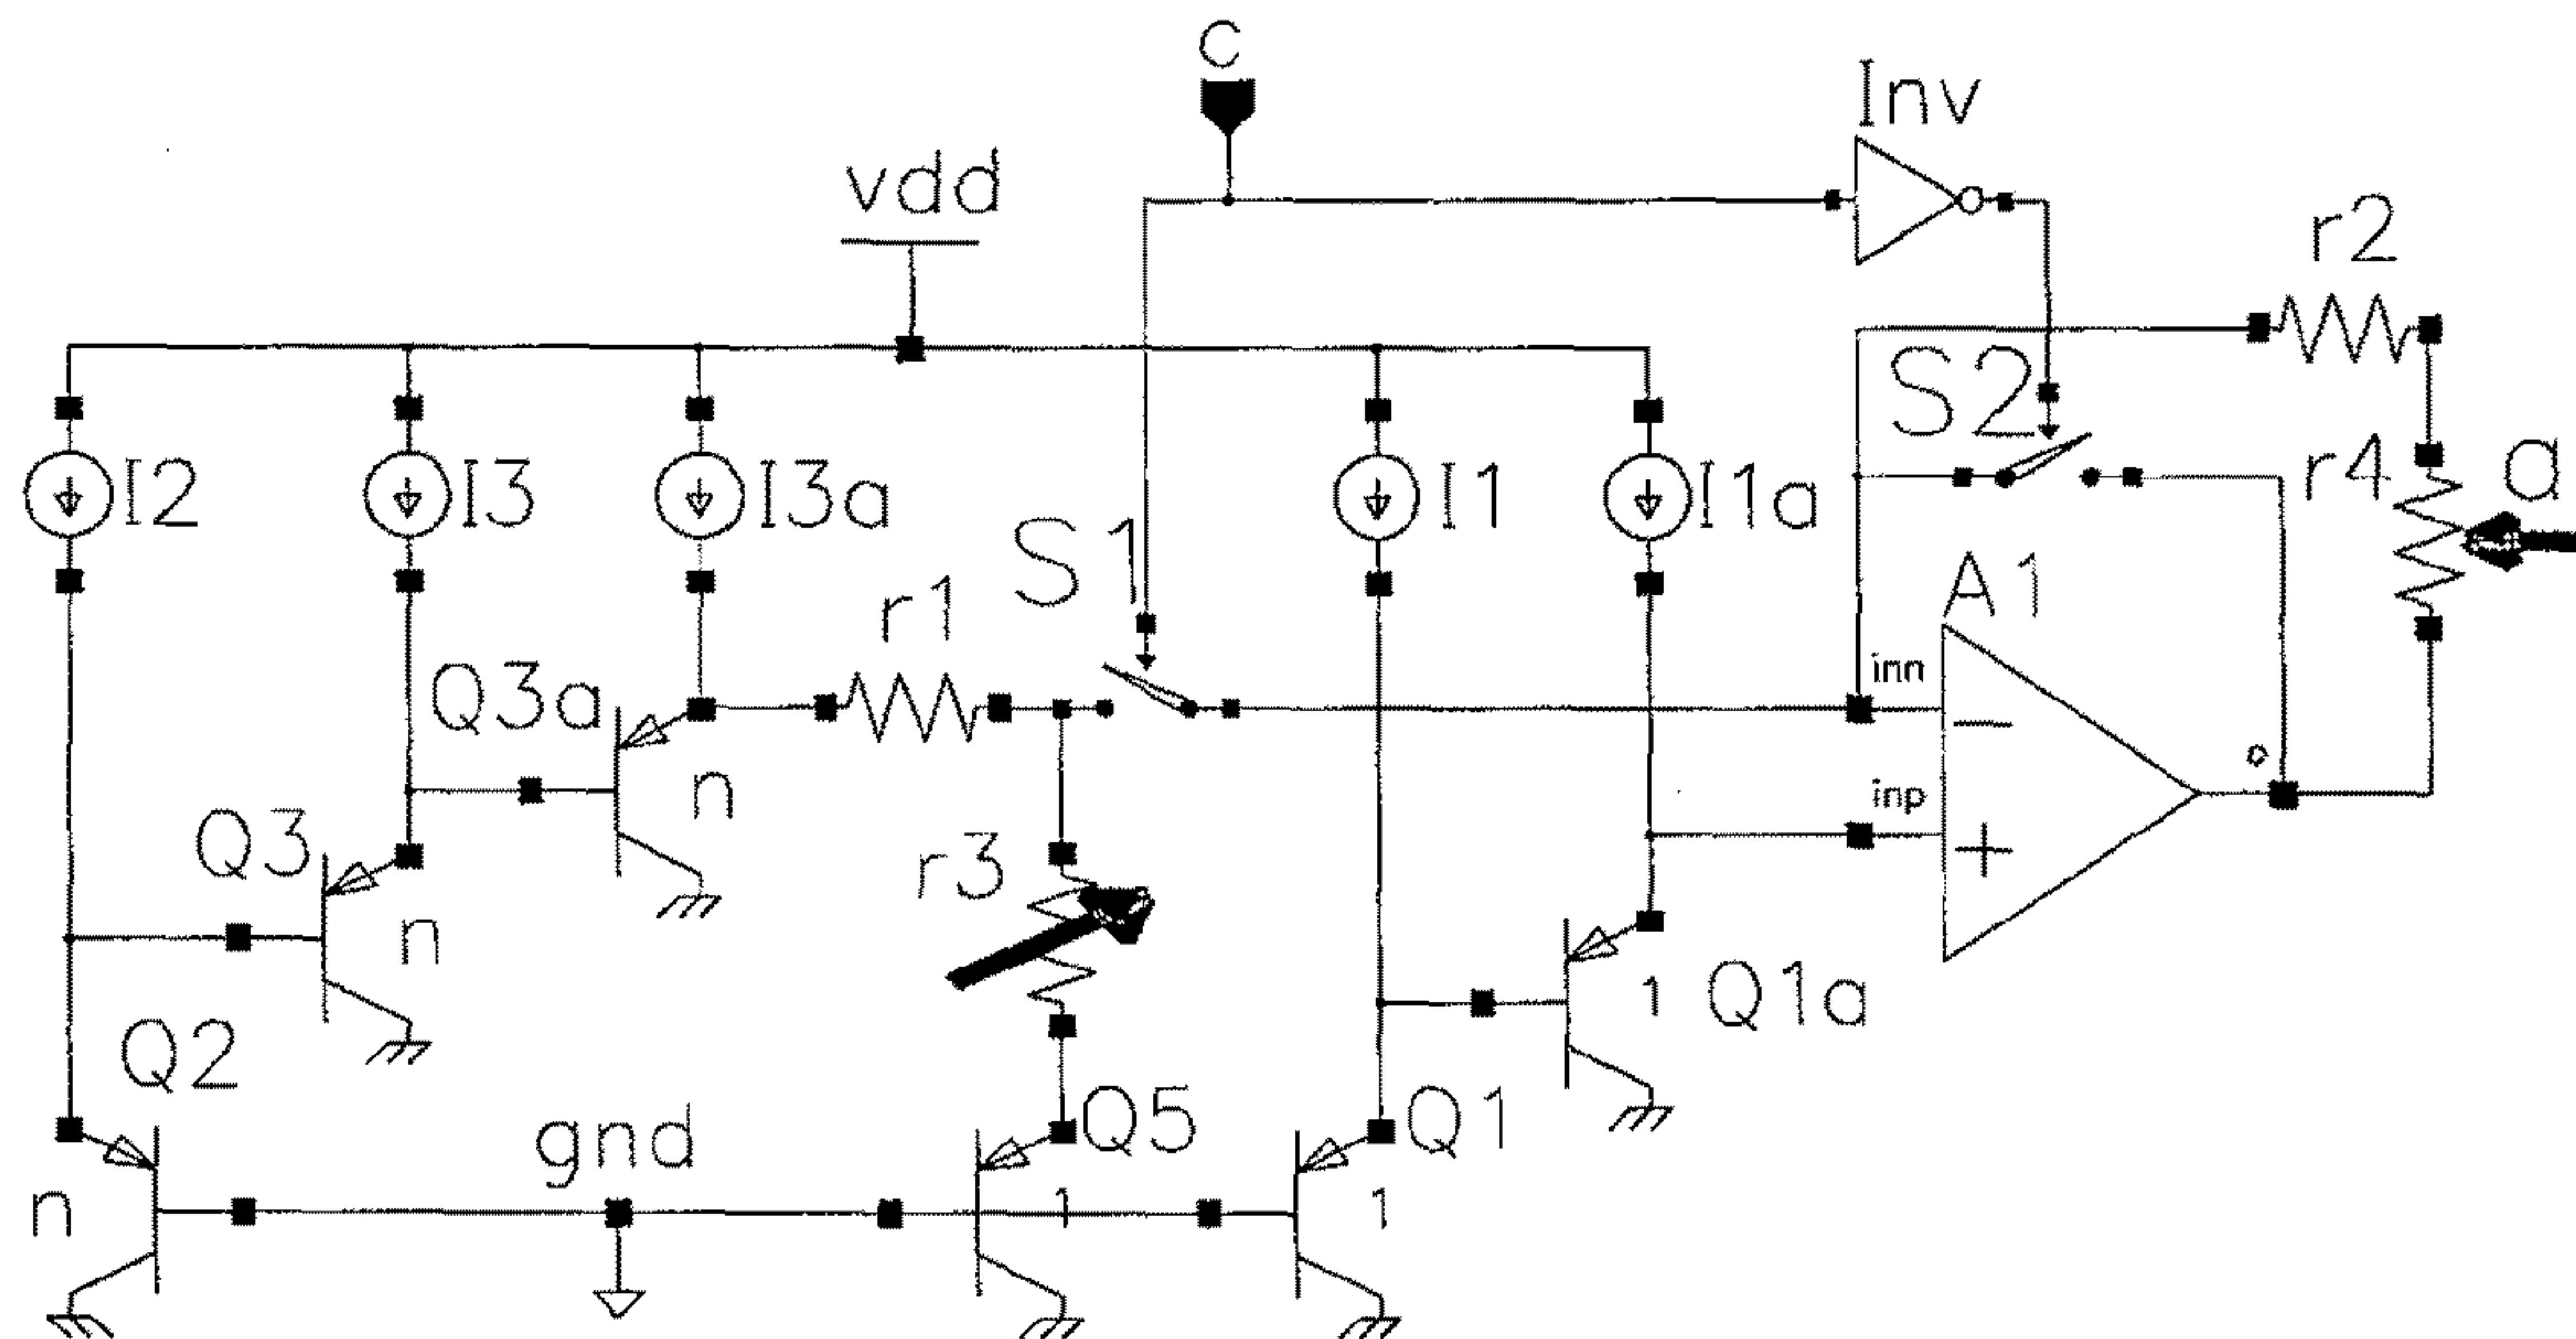 c
Inv
vdd
r2
I2
I3
I3a
S1
I1
I1a
S2
r4
a
r1
A1
Q3a
n
inn
o
inp
Q3
n
r3
1
Q1a
Q2
n
gnd
Q5
1
Q1
1